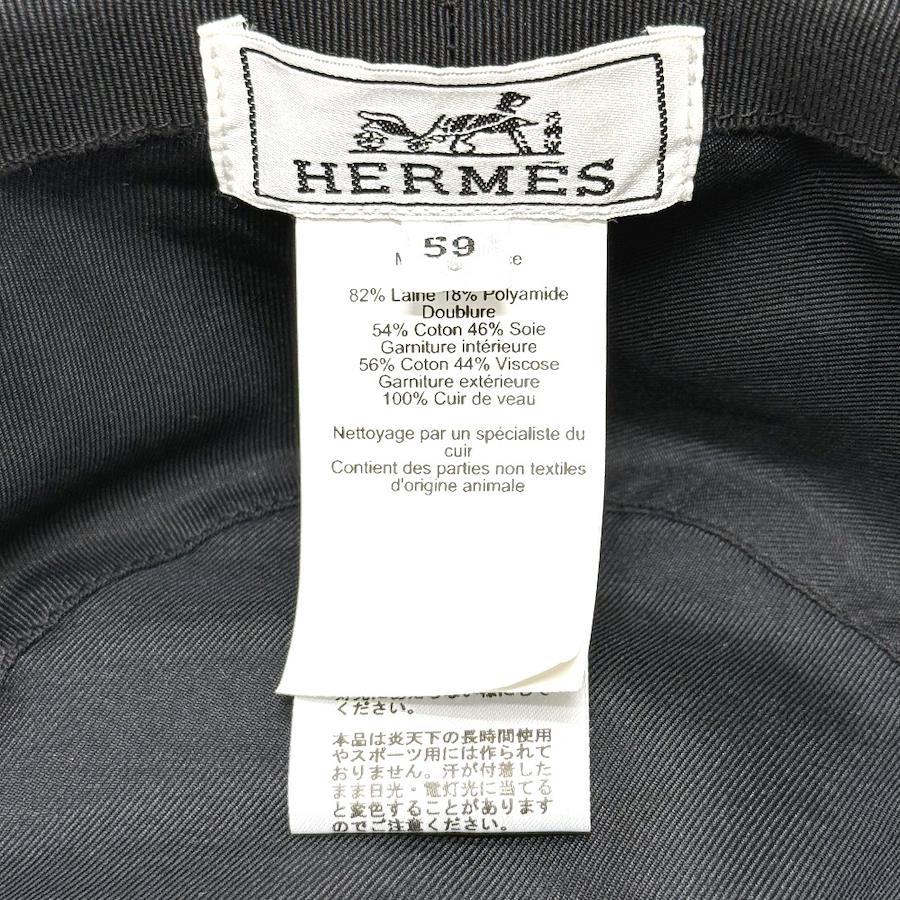 HERMES
59
82% Laine 18% Polyamide
Doublure
54% Coton 46% Soie
Garniture intérieure
56% Coton 44% Viscose
Garniture extérieure
100% Cuir de veau
Nettoyage par un spécialiste du
cuir
Contient des parties non textiles
d'origine animale
ください。
本品は炎天下の長時間使用
やスポーツ用には作られて
おりません。汗が付着した
まま日光・電灯光に当てる
と変色することがあります
のでご注意ください。